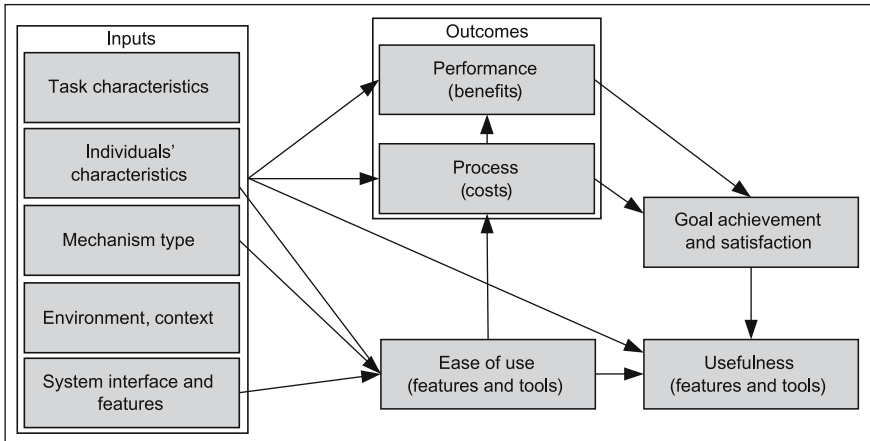 Inputs
Task characteristics
Individuals'
characteristics
Mechanism type
Environment, context
System interface and
features
Outcomes
Performance
(benefits)
Process
(costs)
Goal achievement
and satisfaction
Ease of use
(features and tools)
Usefulness
(features and tools)